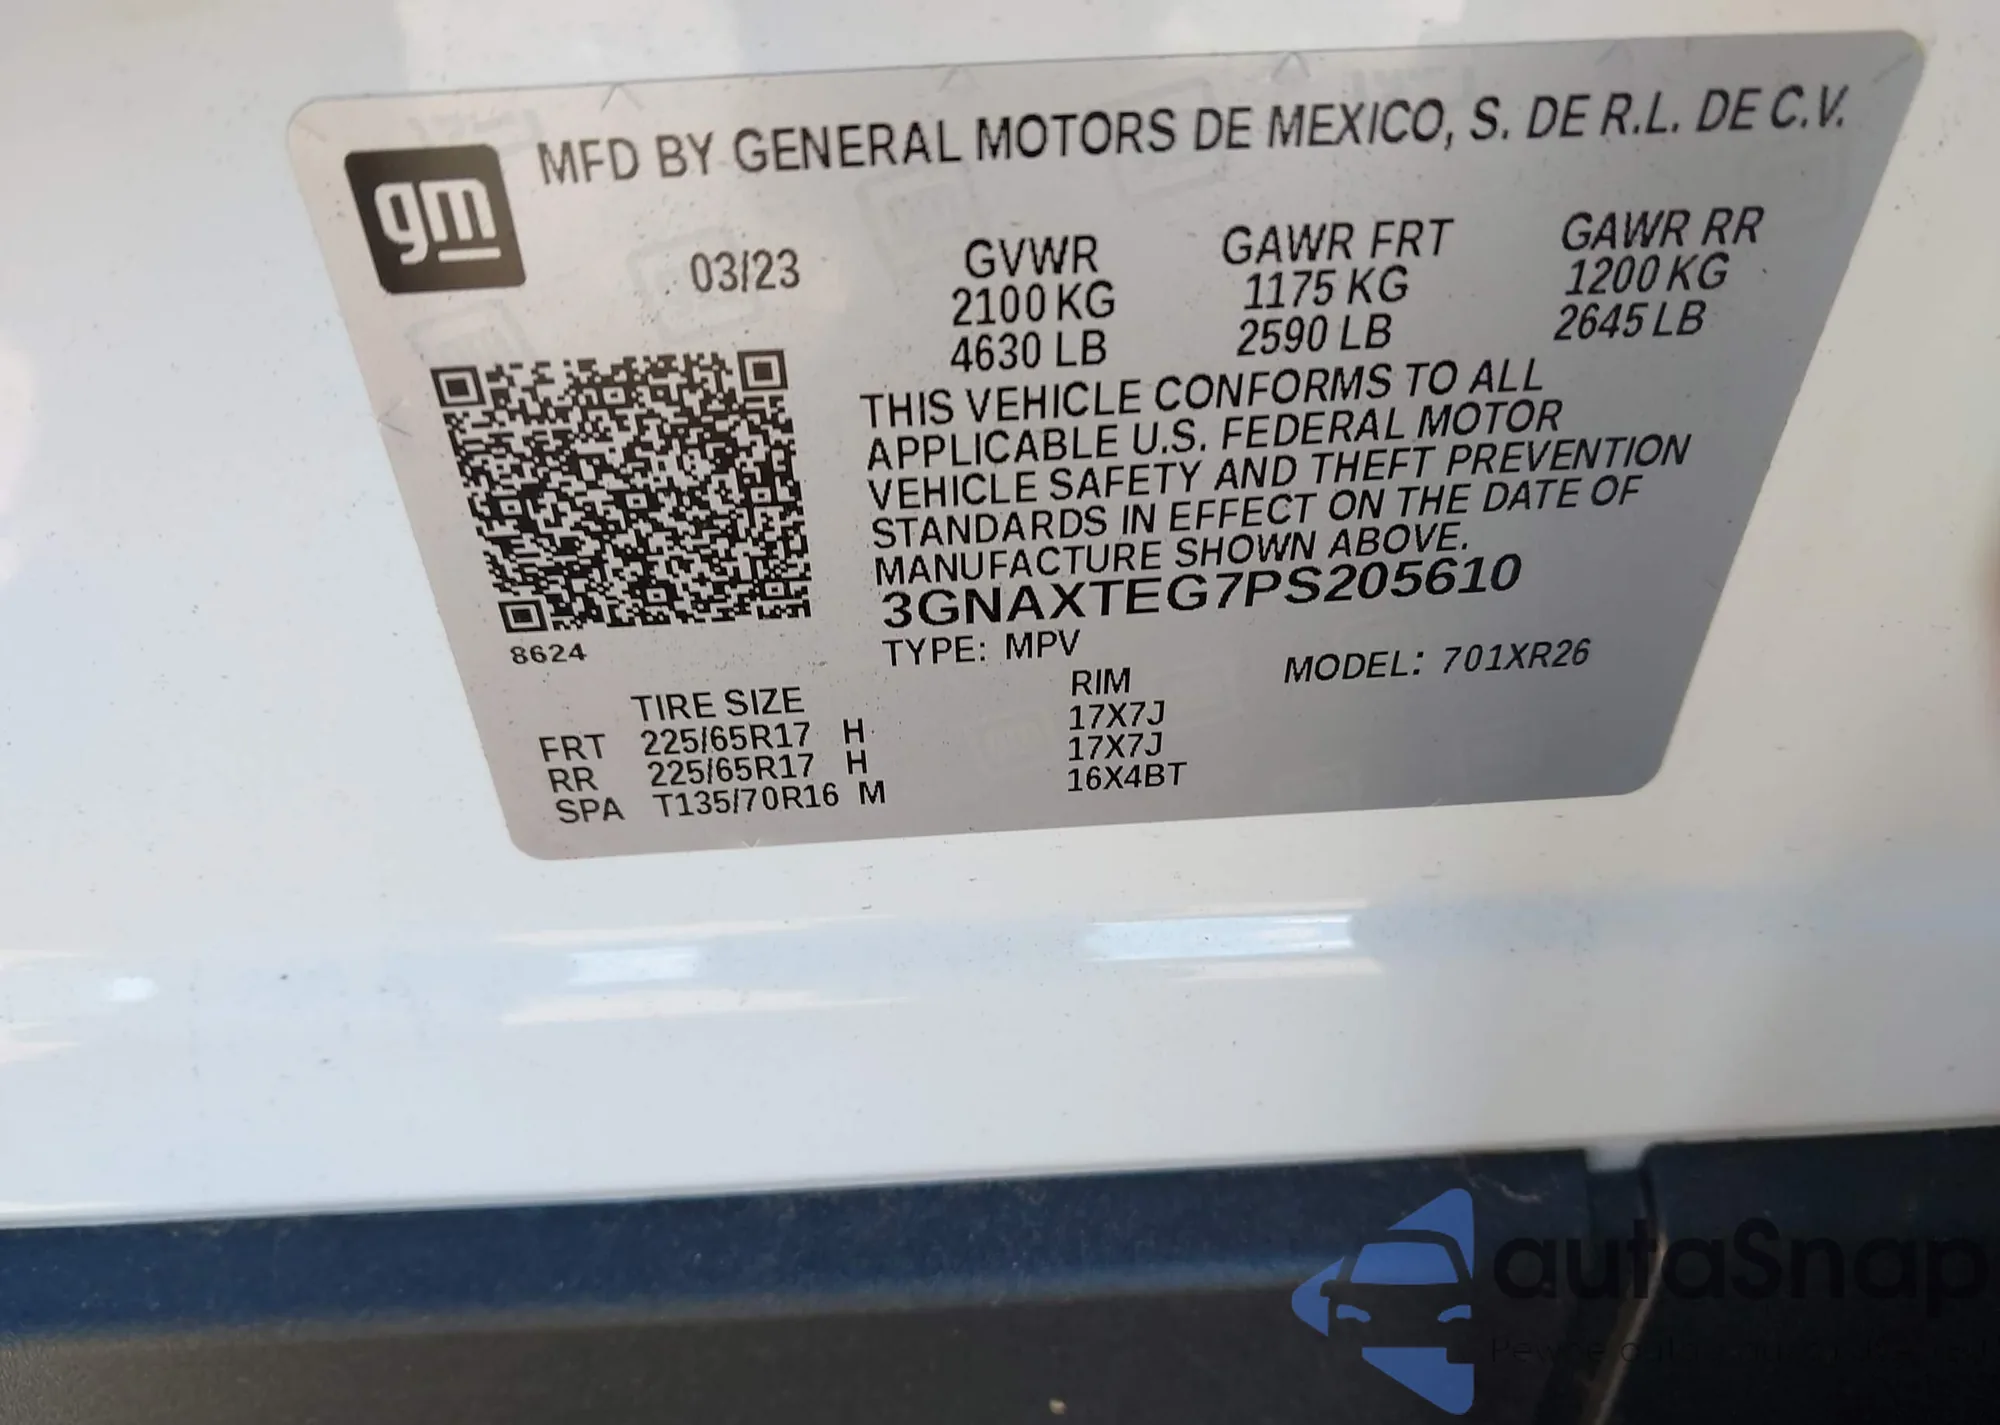 gm
MFD BY GENERAL MOTORS DE MEXICO, S. DE R.L. DE C.V.
03/23
GVWR
2100 KG
4630 LB
GAWR FRT
1175 KG
2590 LB
GAWR RR
1200 KG
2645 LB
THIS VEHICLE CONFORMS TO ALL
APPLICABLE U.S. FEDERAL MOTOR
VEHICLE SAFETY AND THEFT PREVENTION
STANDARDS IN EFFECT ON THE DATE OF
MANUFACTURE SHOWN ABOVE.
3GNAXTEG7PS205610
TYPE: MPV
MODEL: 701XR26
8624
TIRE SIZE
RIM
FRT 225/65R17 H 17X7J
RR 225/65R17 H 17X7J
SPA T135/70R16 M 16X4BT
autaSnap